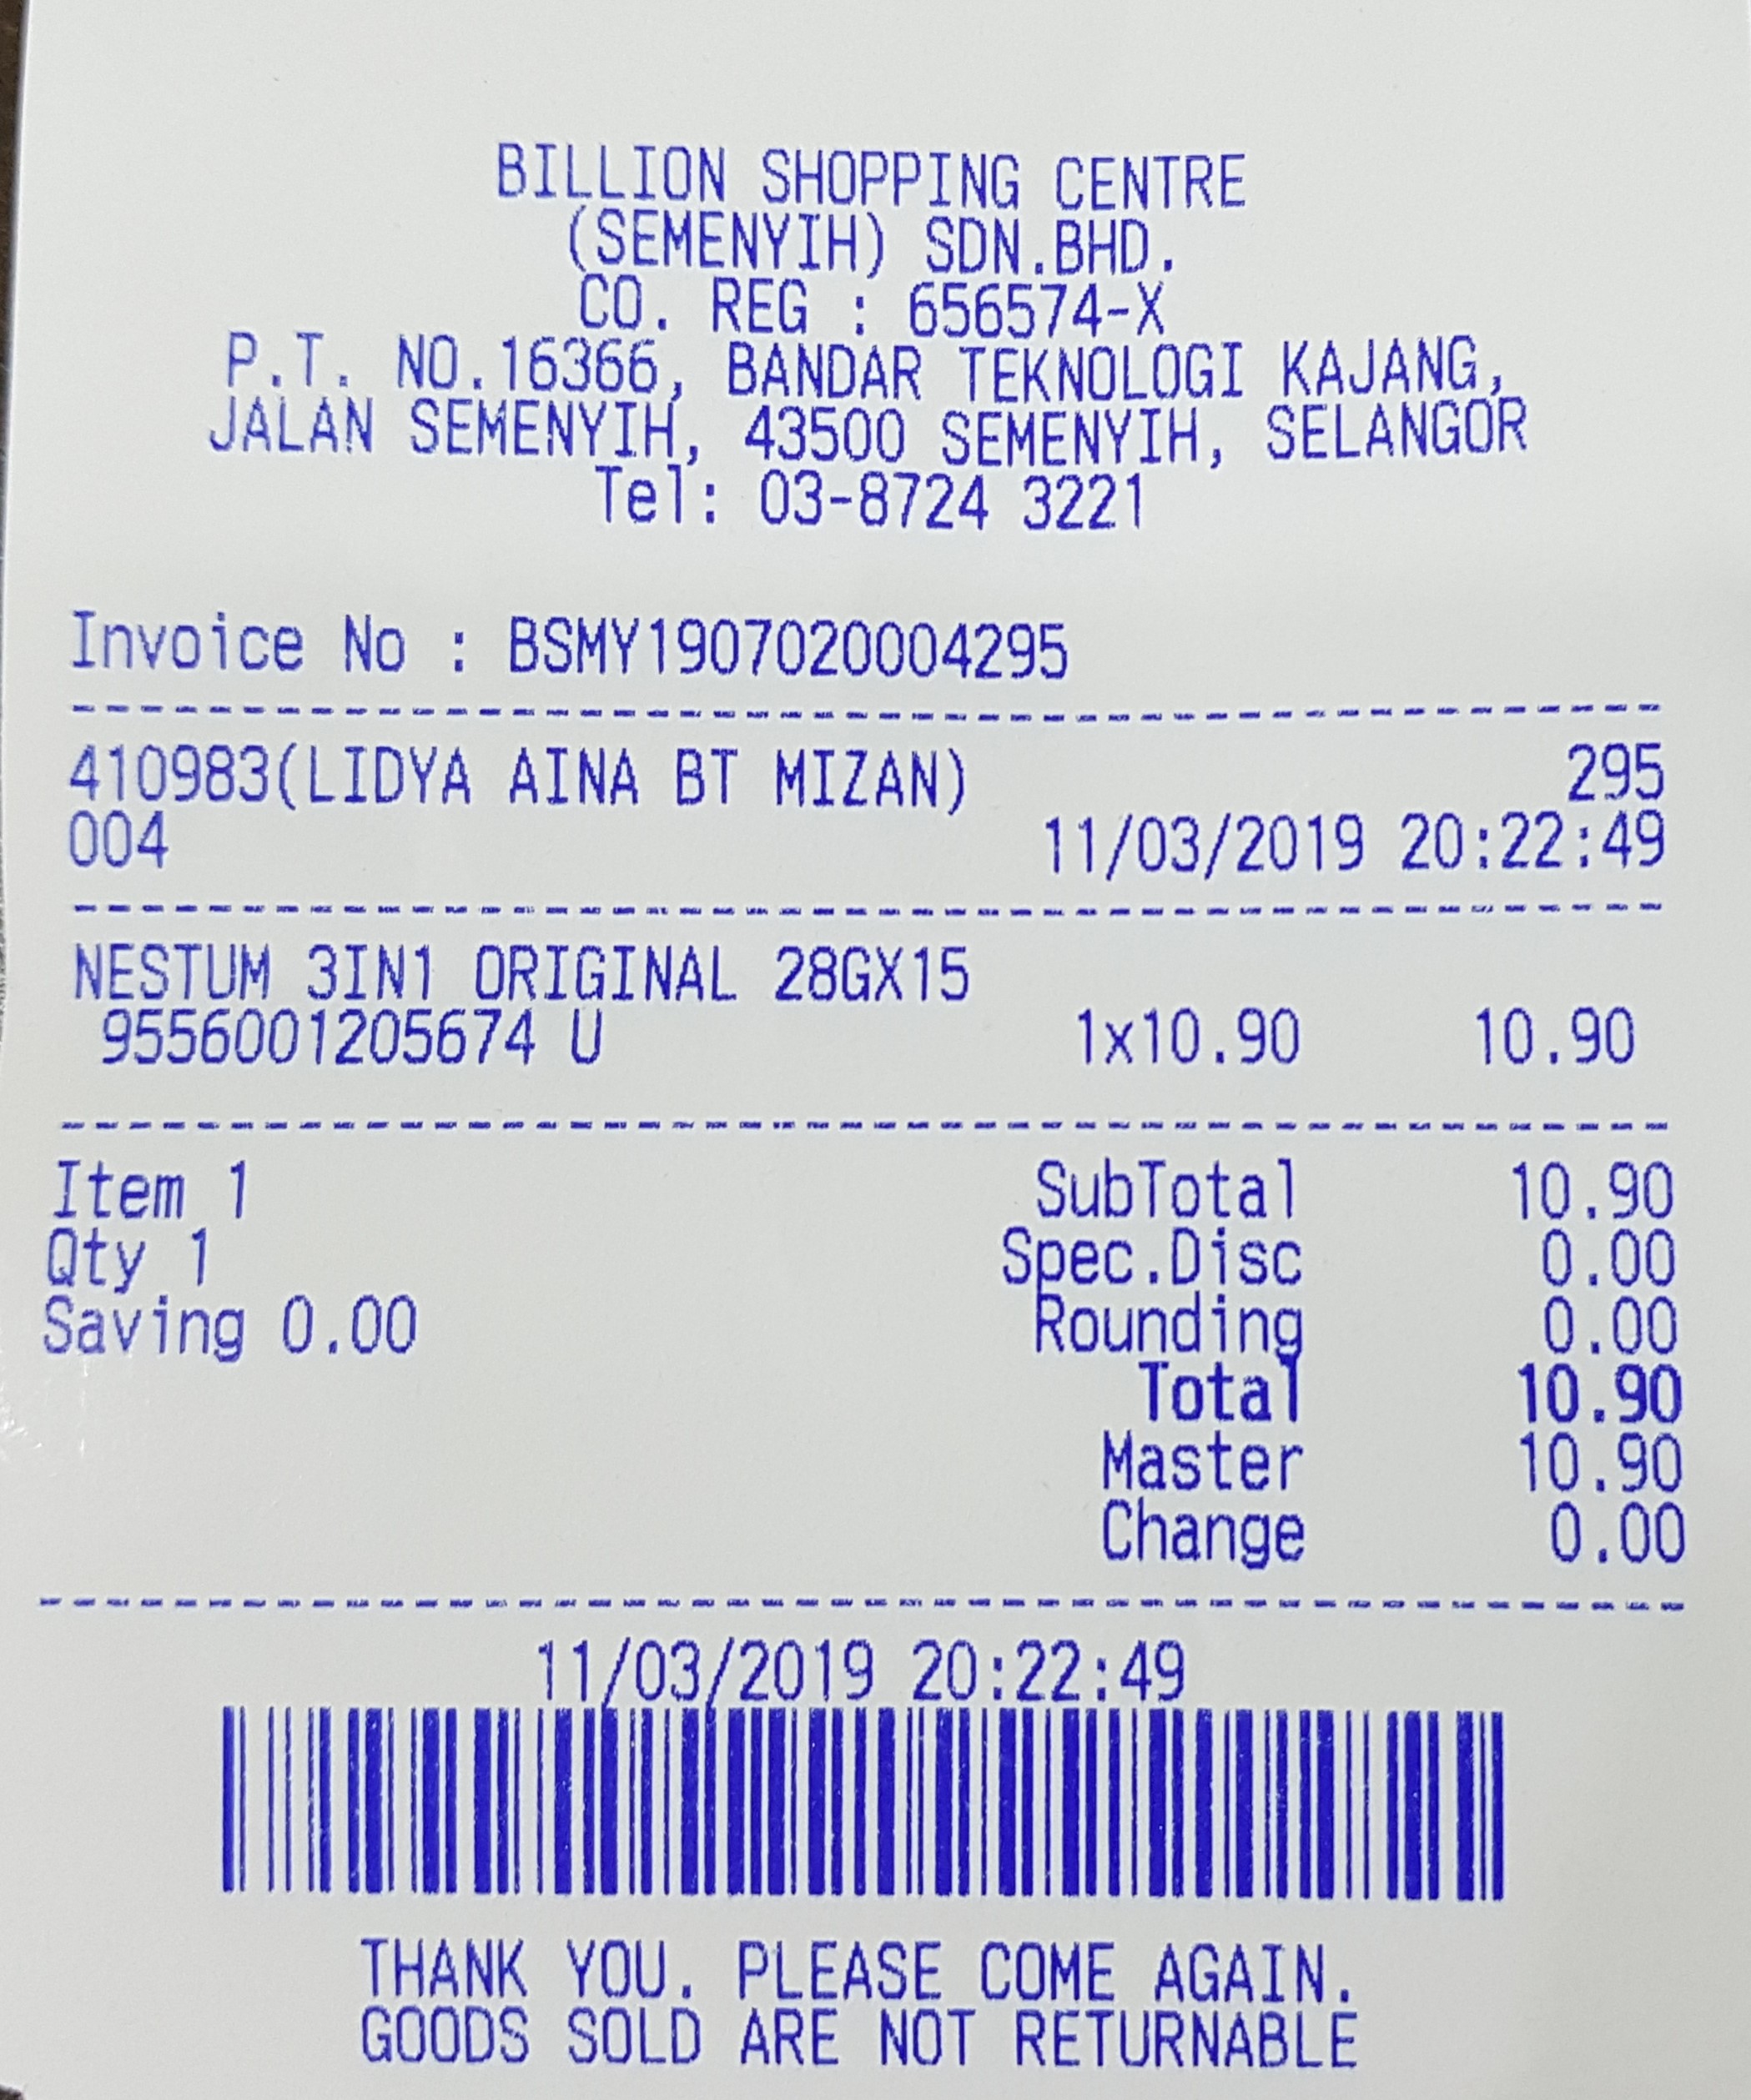 BILLION SHOPPING CENTRE
(SEMENYIH) SDN.BHD.
CO. REG : 656574-X
P.T. NO.16366, BANDAR TEKNOLOGI KAJANG,
JALAN SEMENYIH, 43500 SEMENYIH, SELANGOR
Tel: 03-8724 3221
Invoice No : BSMY1907020004295
410983(LIDYA AINA BT MIZAN) 295
004 11/03/2019 20:22:49
NESTUM 3IN1 ORIGINAL 28GX15
9556001205674 U 1x10.90 10.90
Item 1 SubTotal 10.90
Qty 1 Spec.Disc 0.00
Saving 0.00 Rounding 0.00
Total 10.90
Master 10.90
Change 0.00
11/03/2019 20:22:49
THANK YOU. PLEASE COME AGAIN.
GOODS SOLD ARE NOT RETURNABLE